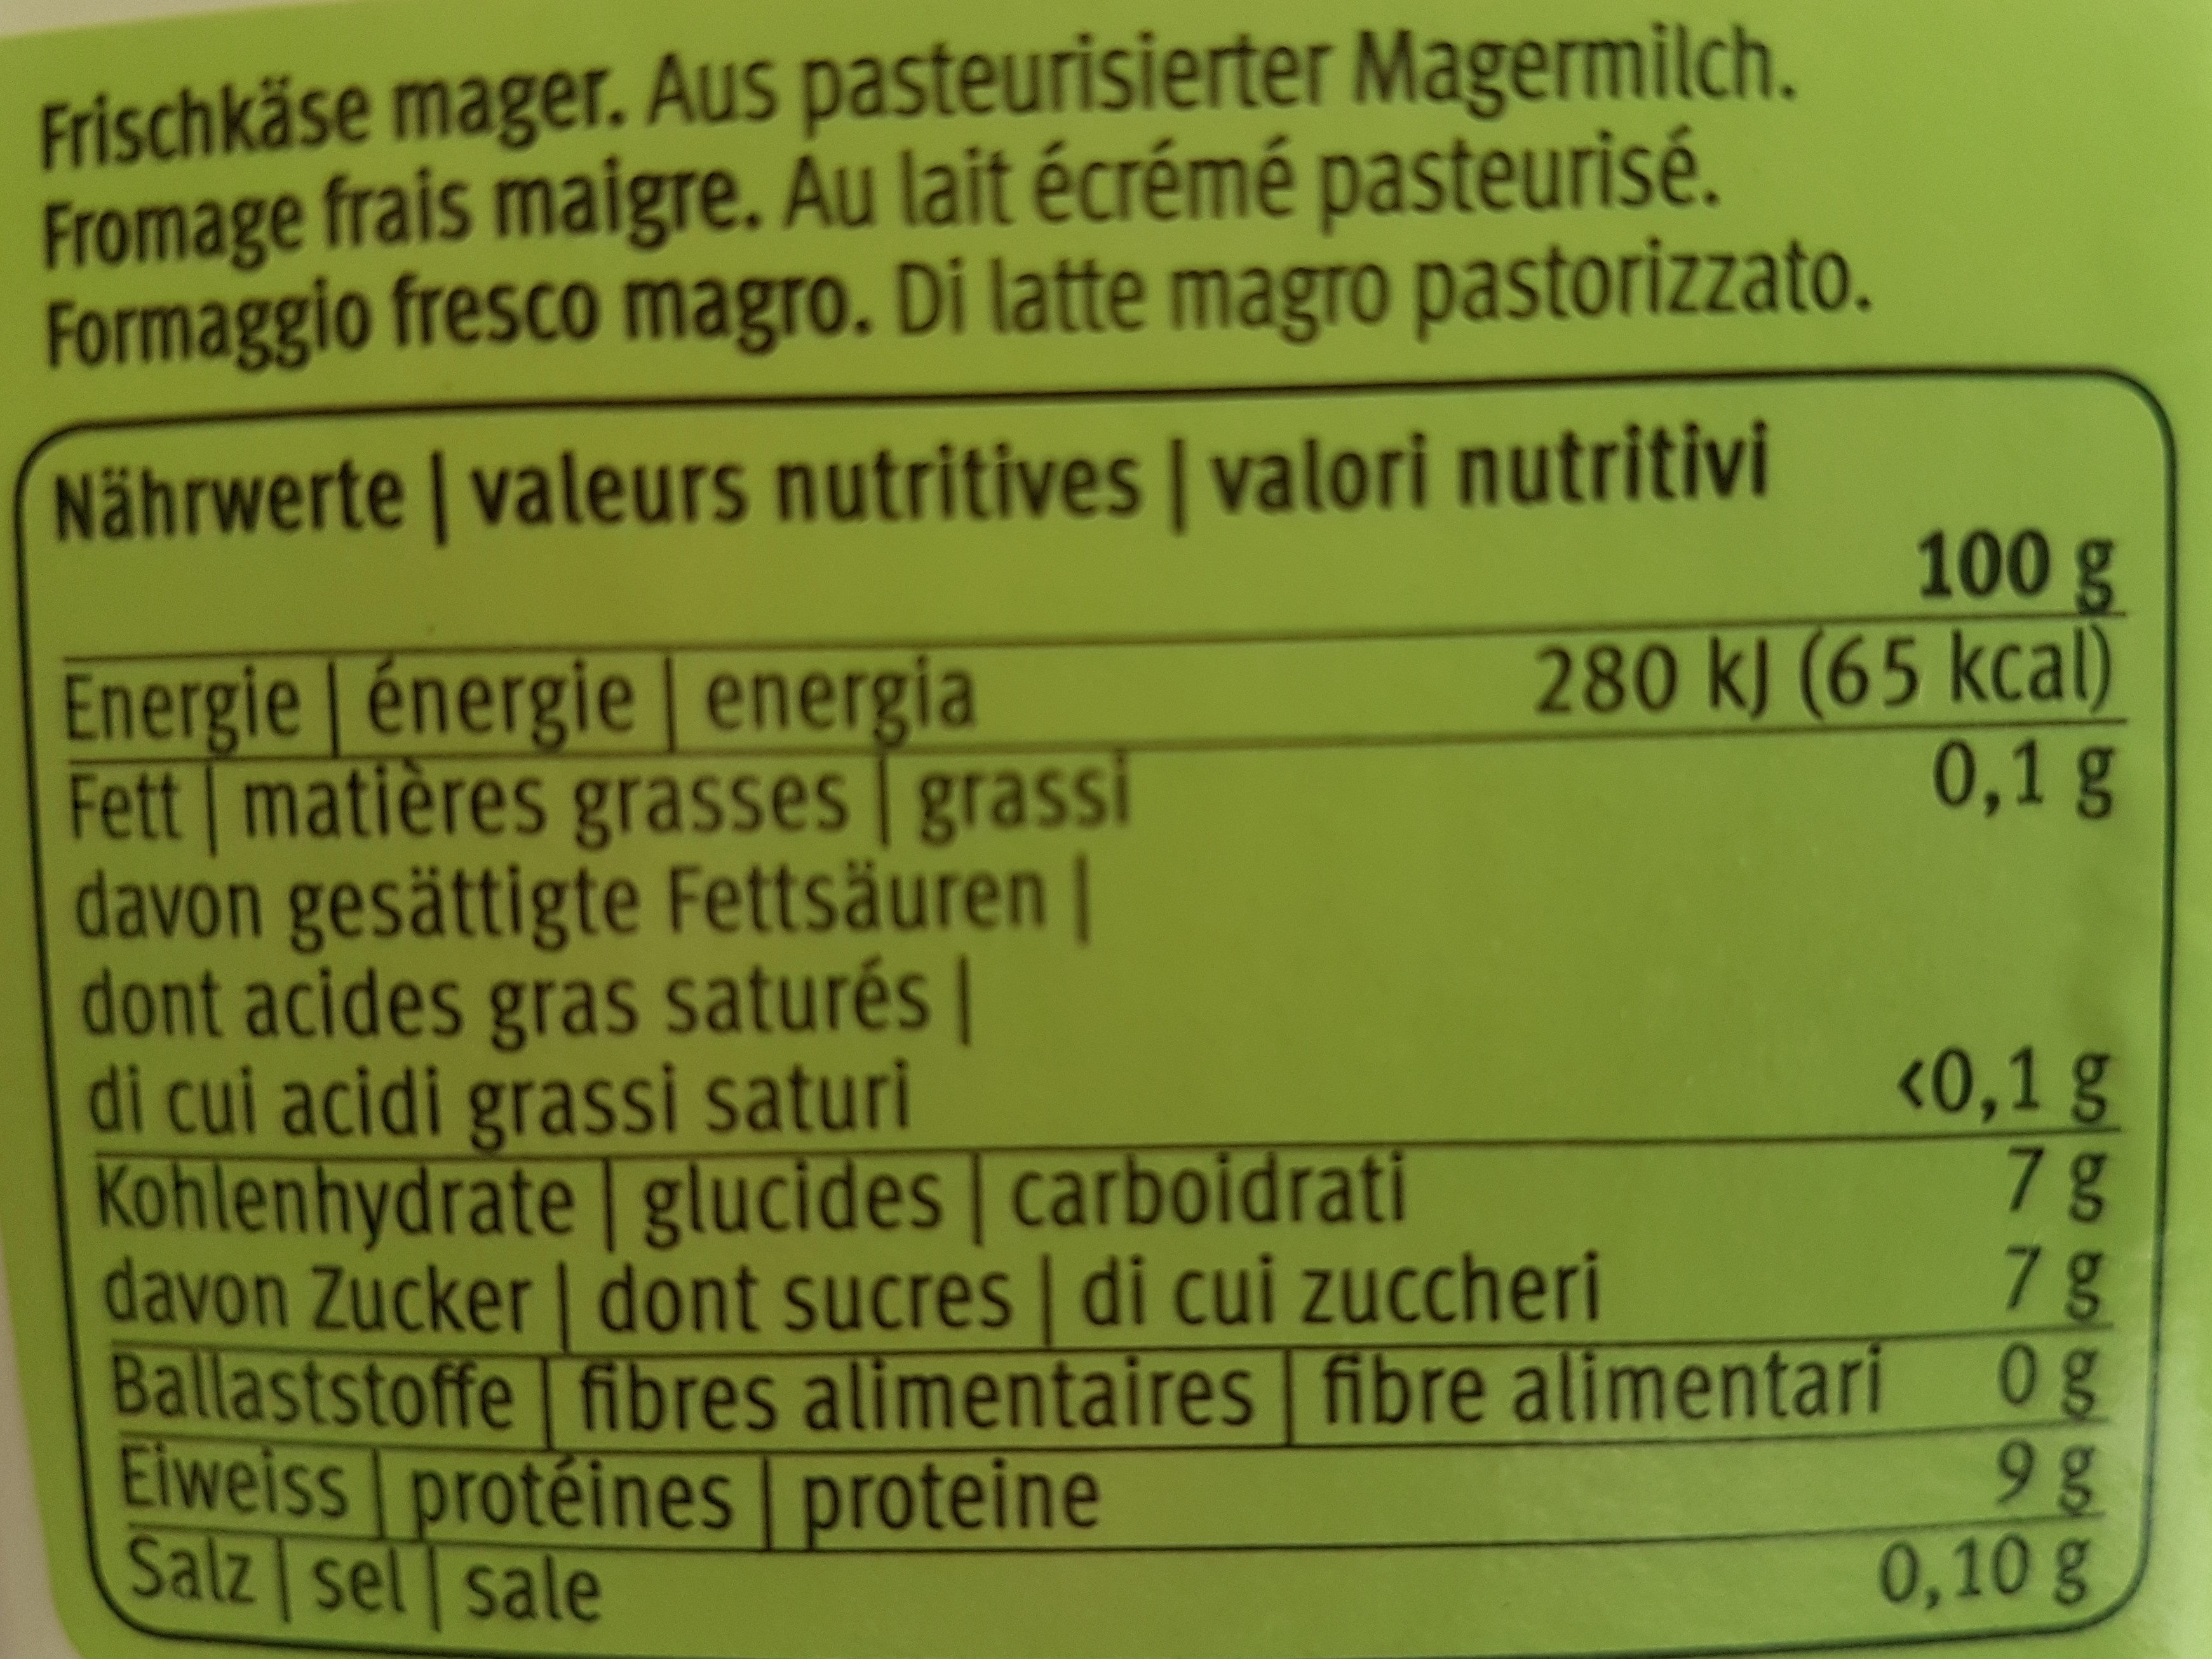 Frischkäse mager. Aus pasteurisierter Magermilch.
Fromage frais maigre. Au lait écrémé pasteurisé.
Formaggio fresco magro. Di latte magro pastorizzato.
Nährwerte | valeurs nutritives | valori nutritivi
100 g
Energie | énergie | energia 280 kJ (65 kcal)
Fett | matières grasses | grassi 0,1 g
davon gesättigte Fettsäuren |
dont acides gras saturés |
di cui acidi grassi saturi <0,1 g
Kohlenhydrate | glucides | carboidrati 7 g
davon Zucker | dont sucres | di cui zuccheri 7 g
Ballaststoffe | fibres alimentaires | fibre alimentari 0 g
Eiweiss | protéines | proteine 9 g
Salz | sel | sale 0,10 g